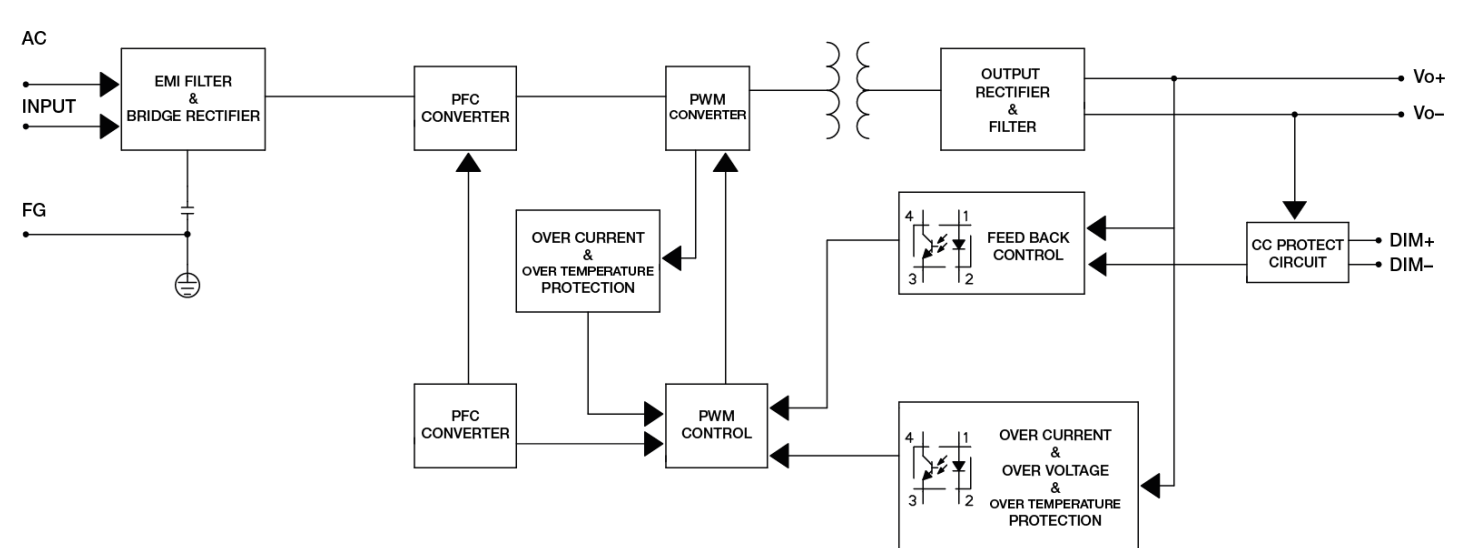 AC
INPUT
FG
EMI FILTER
&
BRIDGE RECTIFIER
PFC
CONVERTER
PWM
CONVERTER
OUTPUT
RECTIFIER
&
FILTER
Vo+
Vo–
OVER CURRENT
&
OVER TEMPERATURE
PROTECTION
4 1
3 2
FEED BACK
CONTROL
CC PROTECT
CIRCUIT
DIM+
DIM–
PFC
CONVERTER
PWM
CONTROL
4 1
3 2
OVER CURRENT
&
OVER VOLTAGE
&
OVER TEMPERATURE
PROTECTION